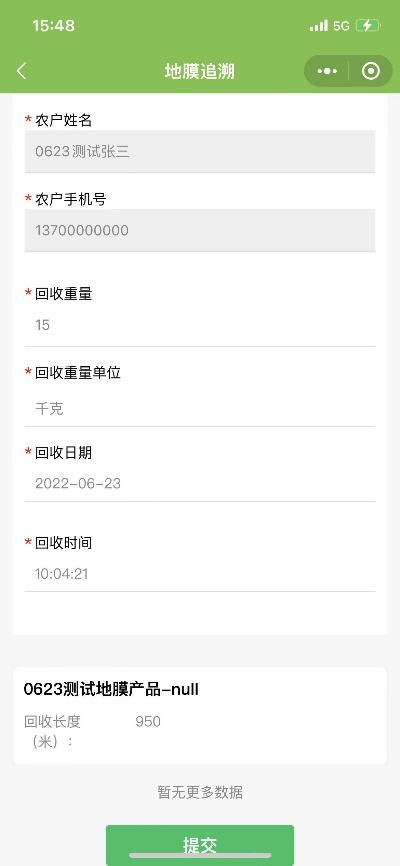 15:48
5G
地膜追溯
* 农户姓名
0623测试张三
* 农户手机号
13700000000
* 回收重量
15
* 回收重量单位
千克
* 回收日期
2022-06-23
* 回收时间
10:04:21
0623测试地膜产品-null
回收长度 950
（米）：
暂无更多数据
提交